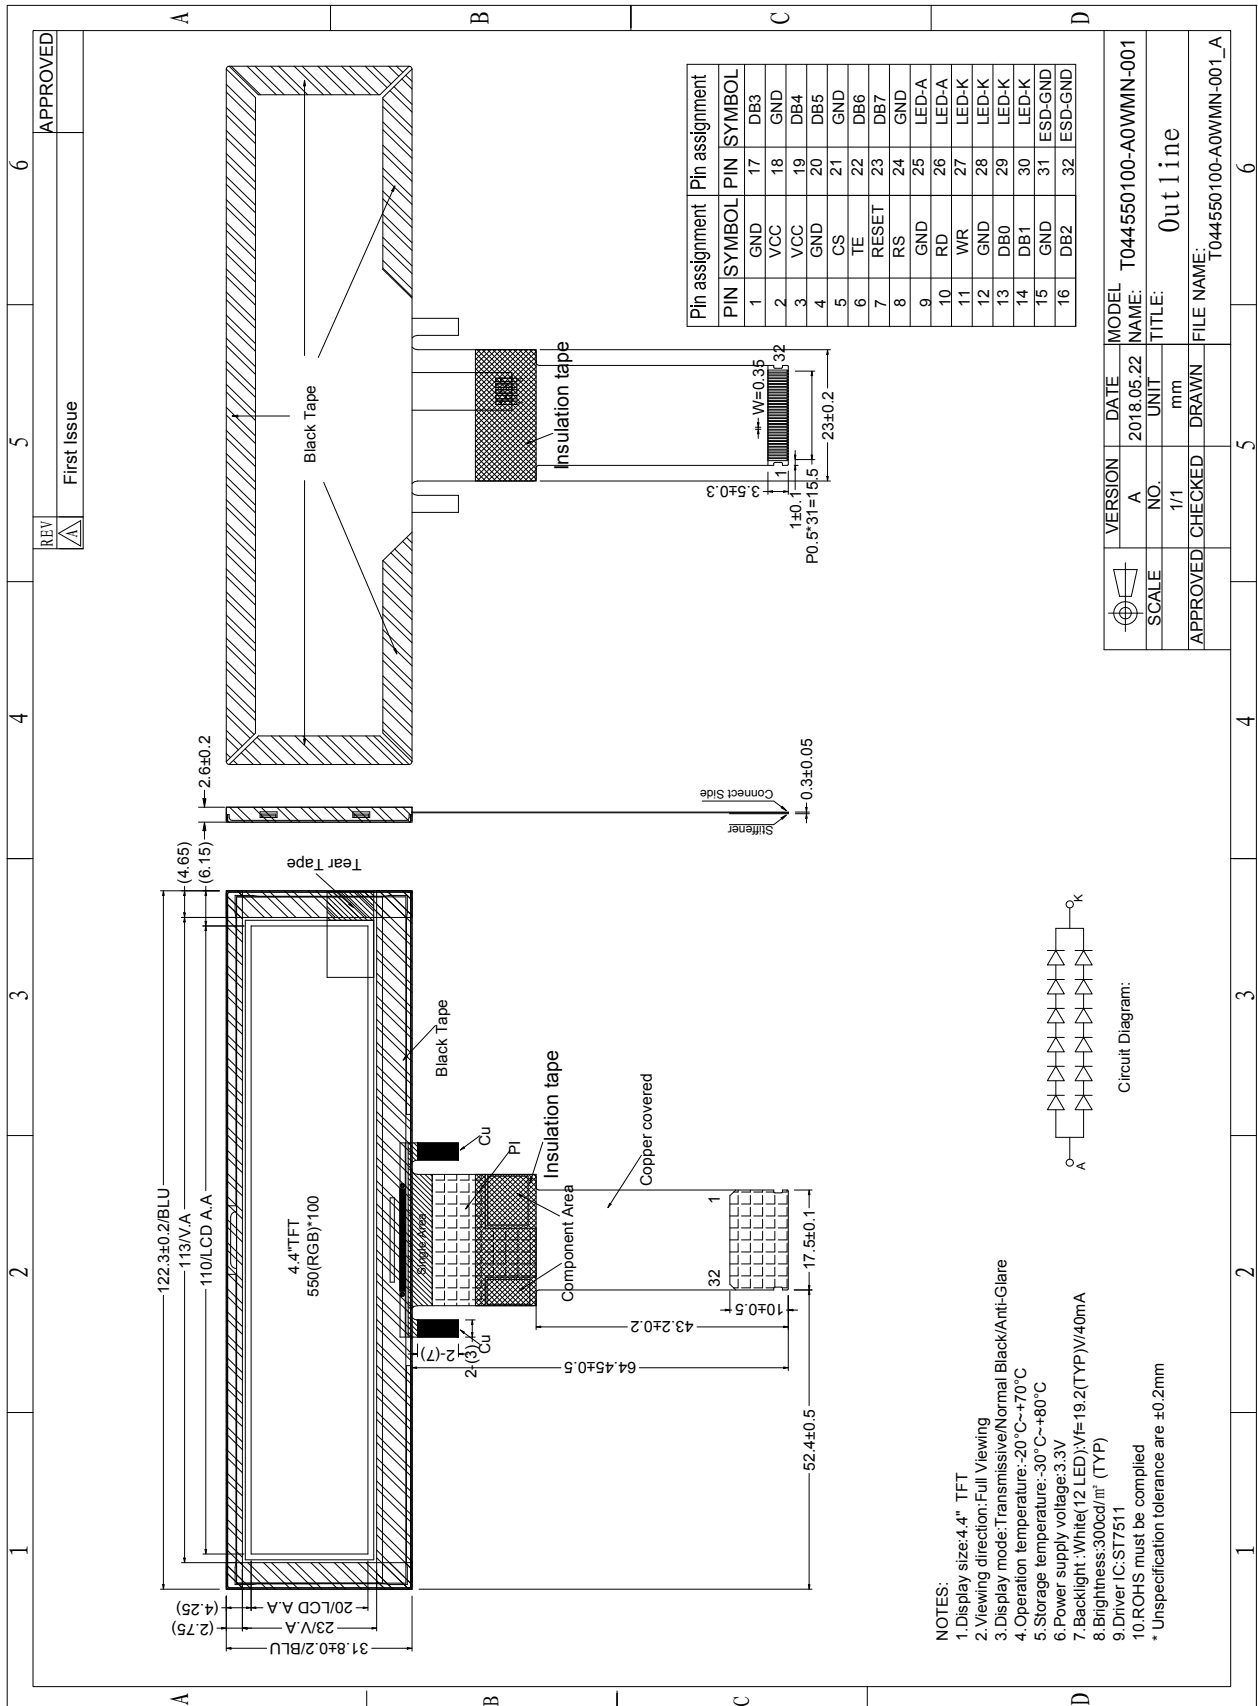 1
2
3
4
5
6
A
B
C
D
REV
APPROVED
A
First Issue
122.3±0.2/BLU
113/V.A
110/LCD A.A
(4.65)
(6.15)
2.6±0.2
31.8±0.2/BLU
23/V.A
20/LCD A.A
(2.75)
(4.25)
4.4"TFT
550(RGB)*100
Tear Tape
Black Tape
Single Area
Cu
Cu
PI
Insulation tape
Component Area
Copper covered
2-(7)
2-(3)
32
1
10±0.5
43.2±0.2
64.45±0.5
52.4±0.5
17.5±0.1
Stiffener
Connect Side
0.3±0.05
Black Tape
Insulation tape
W=0.35
1
32
3.5±0.3
1±0.1
P0.5*31=15.5
23±0.2
Pin assignment Pin assignment
PIN SYMBOL PIN SYMBOL
1 GND 17 DB3
2 VCC 18 GND
3 VCC 19 DB4
4 GND 20 DB5
5 CS 21 GND
6 TE 22 DB6
7 RESET 23 DB7
8 RS 24 GND
9 GND 25 LED-A
10 RD 26 LED-A
11 WR 27 LED-K
12 GND 28 LED-K
13 DB0 29 LED-K
14 DB1 30 LED-K
15 GND 31 ESD-GND
16 DB2 32 ESD-GND
NOTES:
1.Display size:4.4" TFT
2.Viewing direction:Full Viewing
3.Display mode:Transmissive/Normal Black/Anti-Glare
4.Operation temperature:-20°C~+70°C
5.Storage temperature:-30°C~+80°C
6.Power supply voltage:3.3V
7.Backlight :White(12 LED):Vf=19.2(TYP)V/40mA
8.Brightness:300cd/m² (TYP)
9.Driver IC:ST7511
10.ROHS must be complied
* Unspecification tolerance are ±0.2mm
A
K
Circuit Diagram:
VERSION DATE MODEL NAME: T044550100-A0WMN-001
A 2018.05.22
SCALE NO. UNIT TITLE: Outline
1/1 mm
APPROVED CHECKED DRAWN FILE NAME:
T044550100-A0WMN-001_A
A
B
C
D
1
2
3
4
5
6